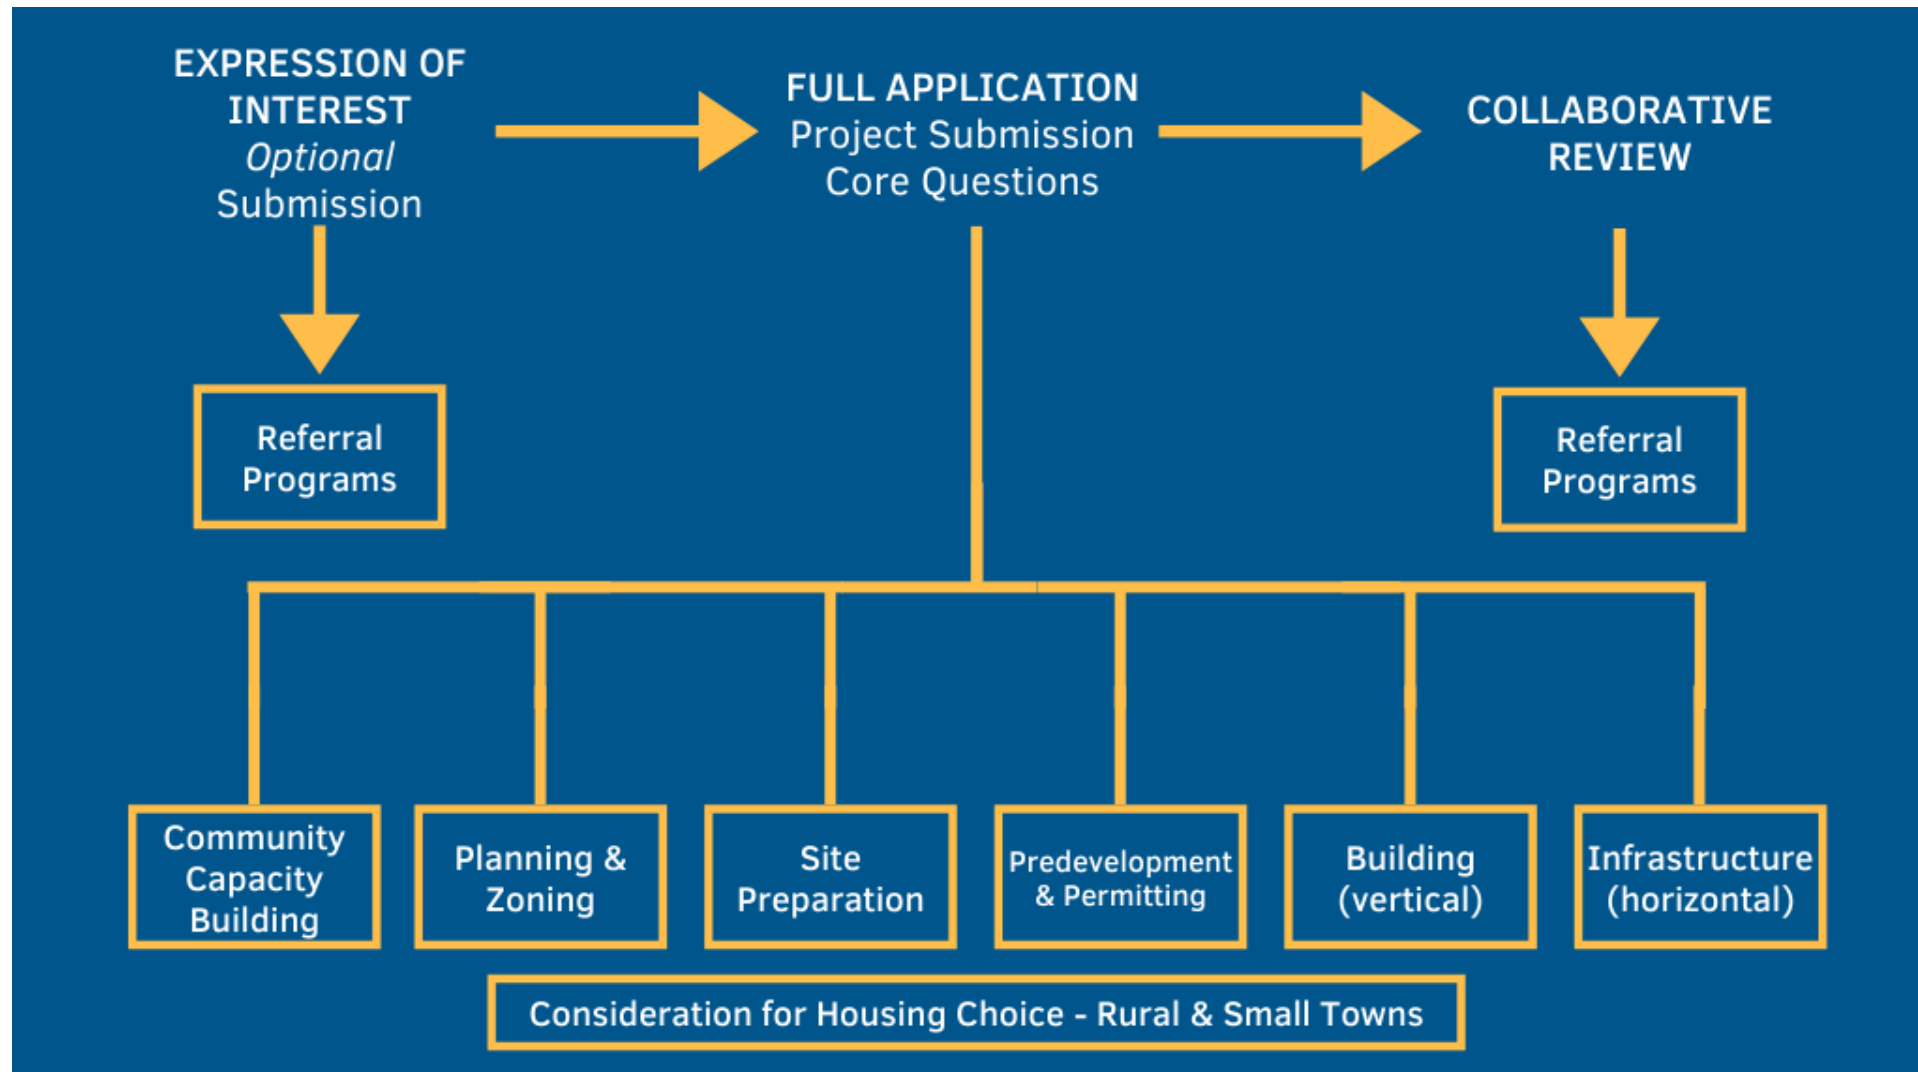 EXPRESSION OF
INTEREST
Optional
Submission
FULL APPLICATION
Project Submission
Core Questions
COLLABORATIVE
REVIEW
Referral
Programs
Referral
Programs
Community
Capacity
Building
Planning &
Zoning
Site
Preparation
Predevelopment
& Permitting
Building
(vertical)
Infrastructure
(horizontal)
Consideration for Housing Choice - Rural & Small Towns